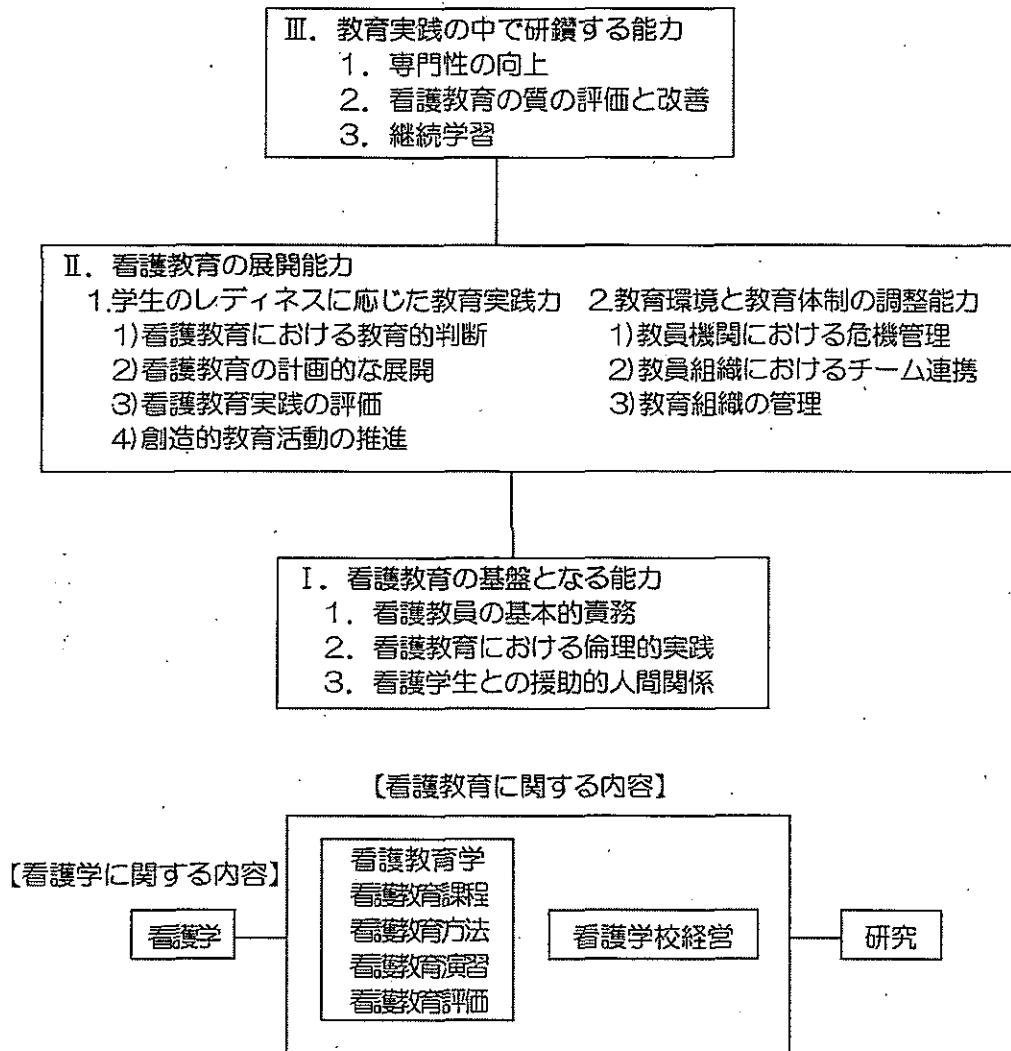 Ⅲ．教育実践の中で研鑽する能力
1．専門性の向上
2．看護教育の質の評価と改善
3．継続学習
Ⅱ．看護教育の展開能力
1.学生のレディネスに応じた教育実践力
1)看護教育における教育的判断
2)看護教育の計画的な展開
3)看護教育実践の評価
4)創造的教育活動の推進
2.教育環境と教育体制の調整能力
1)教員機関における危機管理
2)教員組織におけるチーム連携
3)教育組織の管理
Ⅰ．看護教育の基盤となる能力
1．看護教員の基本的責務
2．看護教育における倫理的実践
3．看護学生との援助的人間関係
【看護教育に関する内容】
【看護学に関する内容】
看護学
看護教育学
看護教育課程
看護教育方法
看護教育演習
看護教育評価
看護学校経営
研究